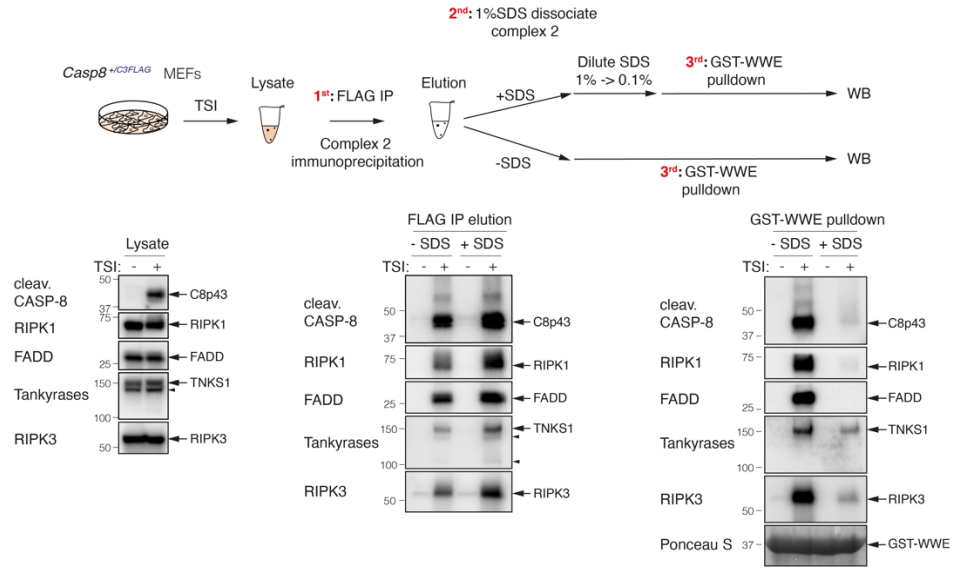 2nd: 1%SDS dissociate
complex 2
Casp8 +/C3FLAG MEFs
TSI
Lysate
1st: FLAG IP
Complex 2
immunoprecipitation
Elution
+SDS
-SDS
Dilute SDS
1% -> 0.1%
3rd: GST-WWE
pulldown
WB
3rd: GST-WWE
pulldown
WB
Lysate
TSI: - +
cleav.
CASP-8
50
37
C8p43
RIPK1
75
RIPK1
FADD
25
FADD
Tankyrases
150
100
TNKS1
RIPK3
50
RIPK3
FLAG IP elution
- SDS + SDS
TSI: - + - +
cleav.
CASP-8
50
37
C8p43
RIPK1
75
RIPK1
FADD
25
FADD
Tankyrases
150
100
TNKS1
RIPK3
50
RIPK3
GST-WWE pulldown
- SDS + SDS
TSI: - + - +
cleav.
CASP-8
50
37
C8p43
RIPK1
75
RIPK1
FADD
25
FADD
Tankyrases
150
100
TNKS1
RIPK3
50
RIPK3
Ponceau S
37
GST-WWE